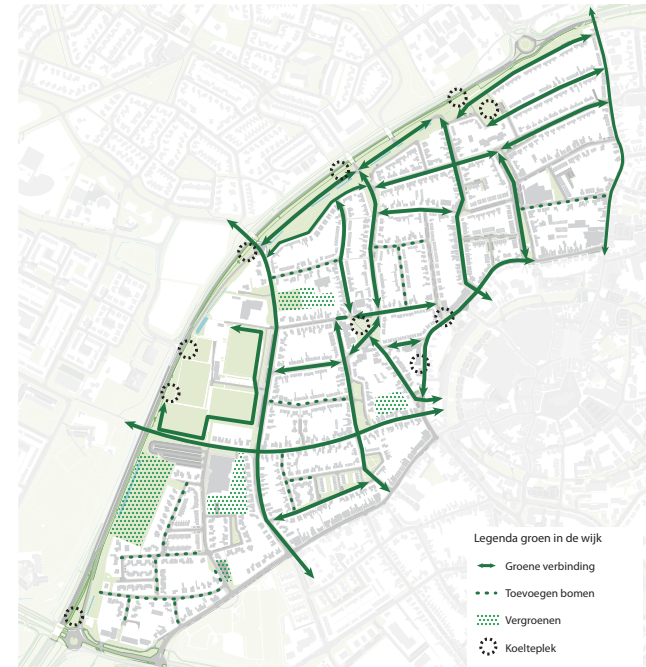 Legenda groen in de wijk
Groene verbinding
Toevoegen bomen
Vergroenen
Koelteplek